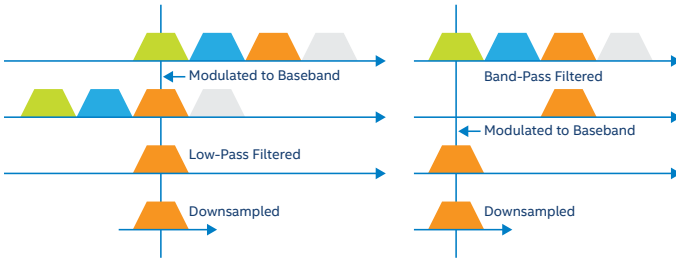 Modulated to Baseband
Low-Pass Filtered
Downsampled
Band-Pass Filtered
Modulated to Baseband
Downsampled